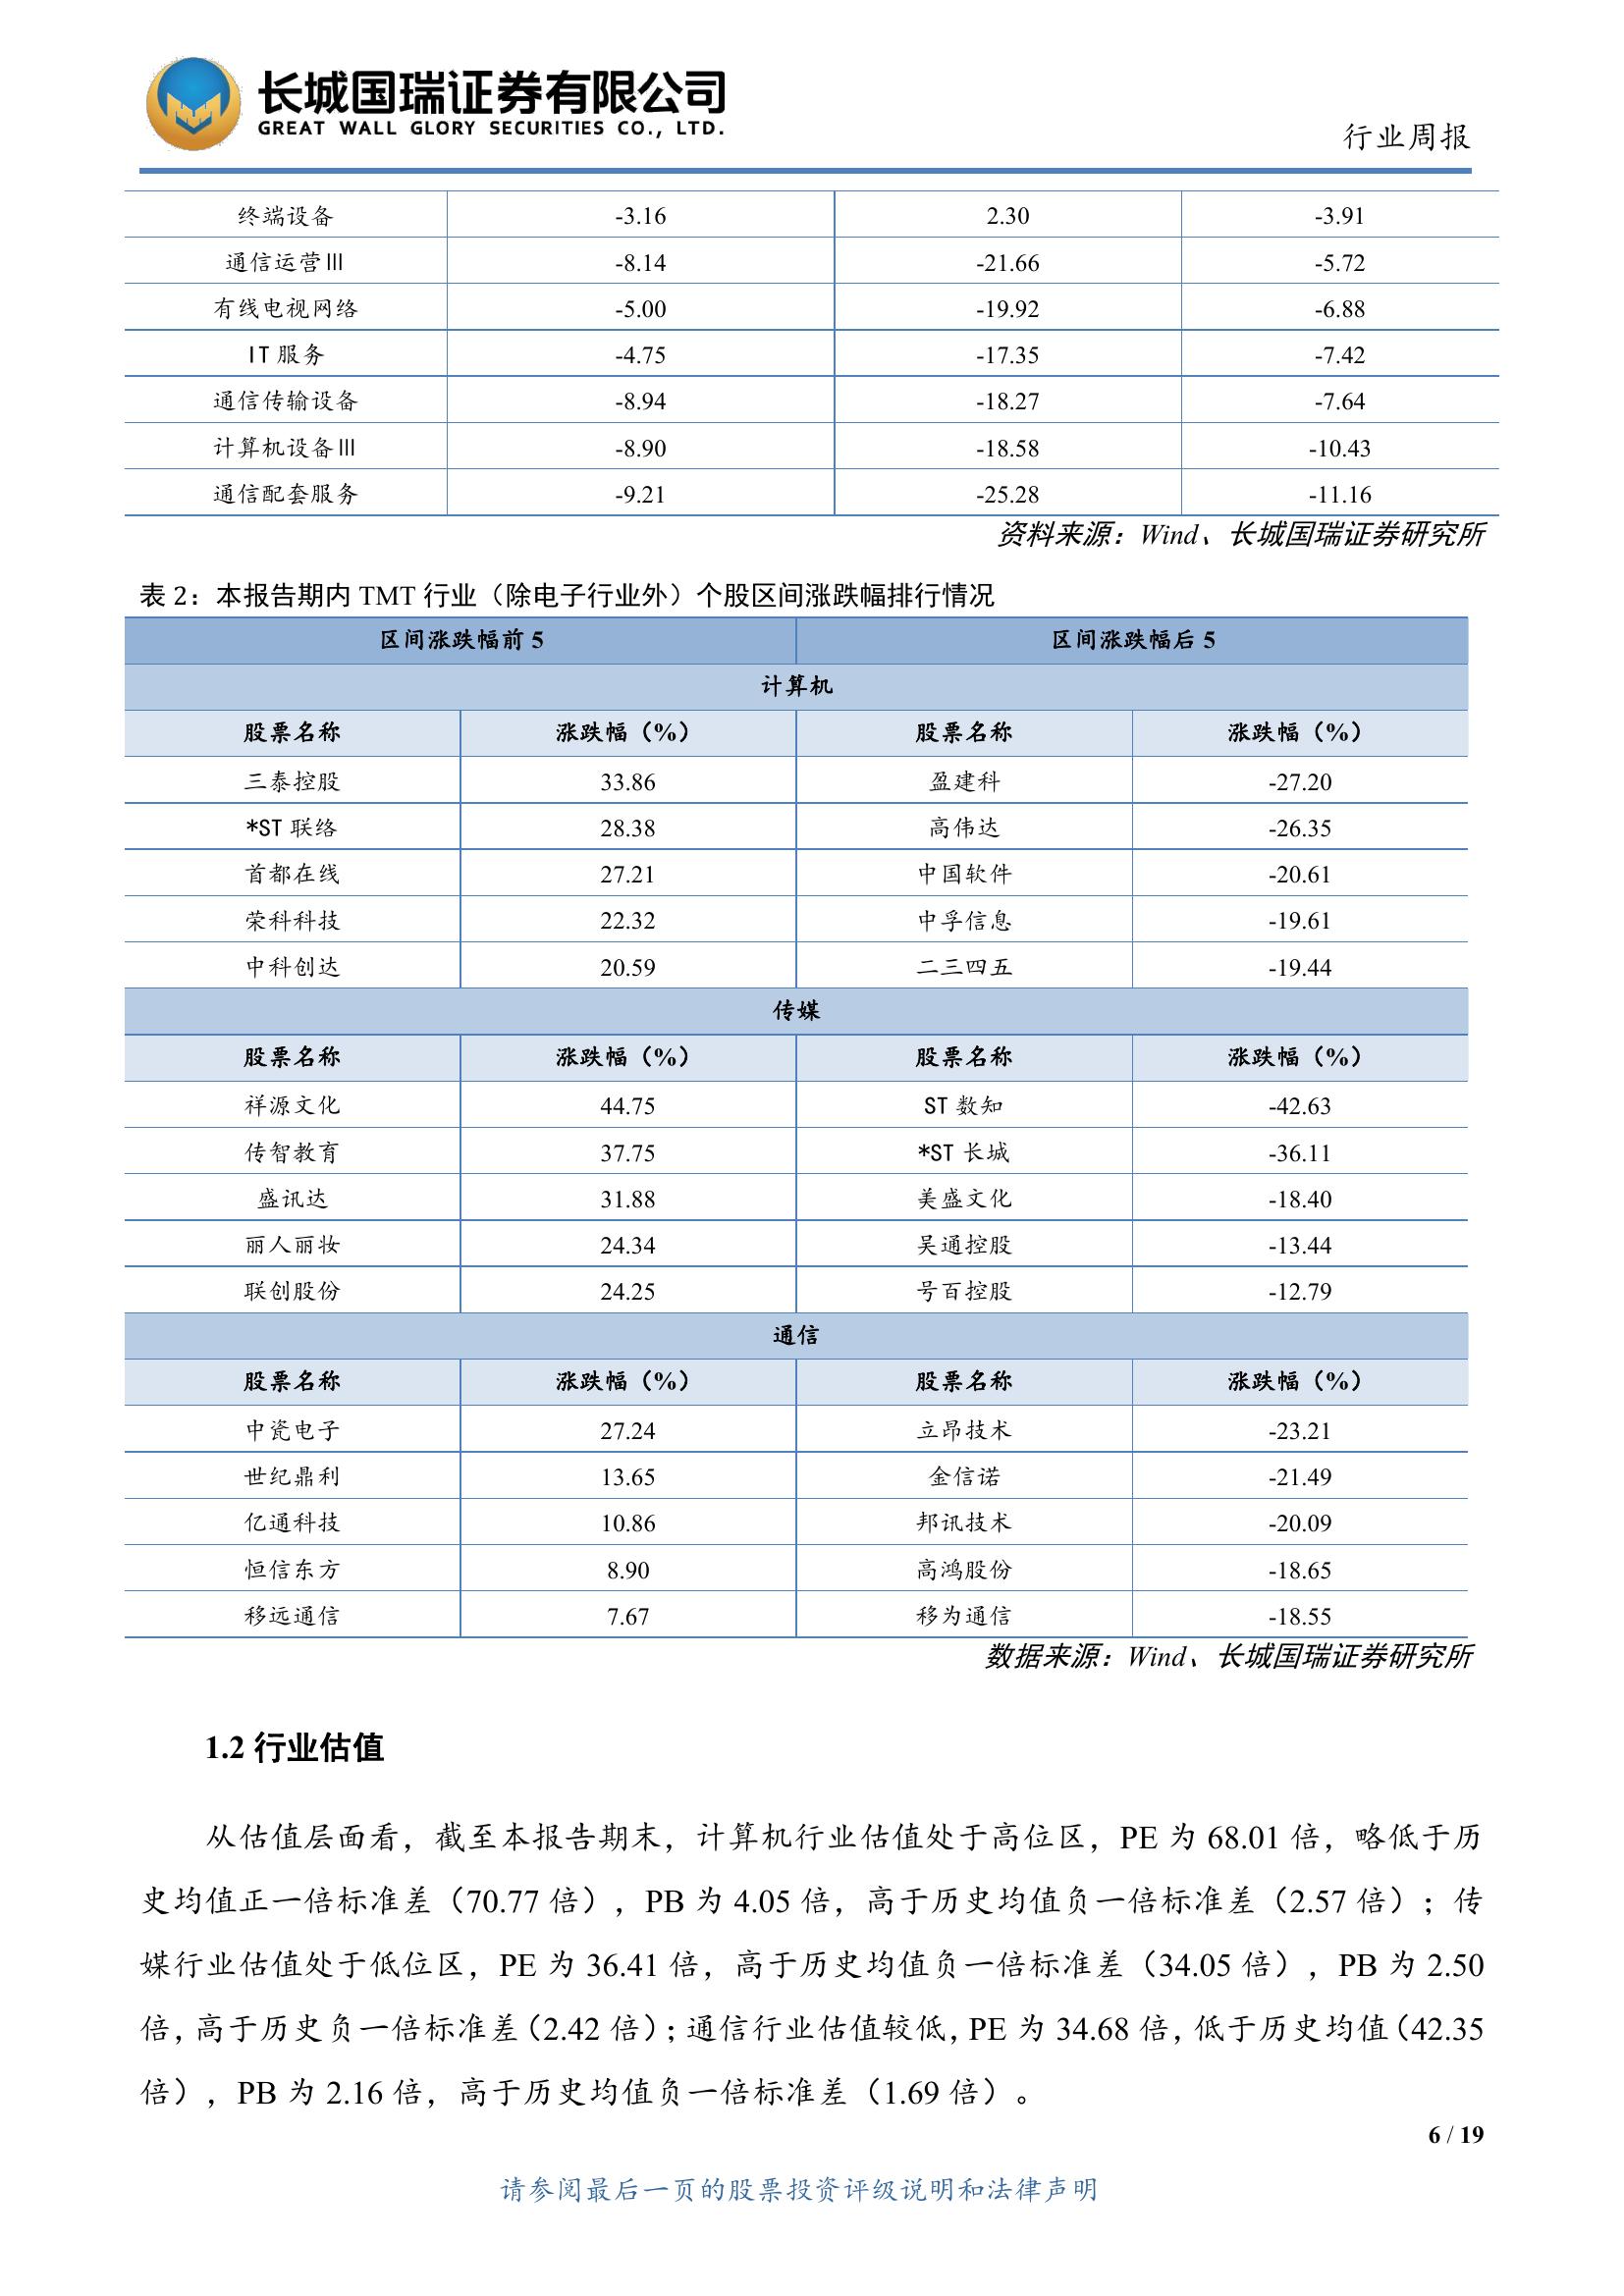 长城国瑞证券有限公司
GREAT WALL GLORY SECURITIES CO., LTD.
行业周报
终端设备 -3.16 2.30 -3.91
通信运营Ⅲ -8.14 -21.66 -5.72
有线电视网络 -5.00 -19.92 -6.88
IT 服务 -4.75 -17.35 -7.42
通信传输设备 -8.94 -18.27 -7.64
计算机设备Ⅲ -8.90 -18.58 -10.43
通信配套服务 -9.21 -25.28 -11.16
资料来源：Wind、长城国瑞证券研究所
表 2：本报告期内 TMT 行业（除电子行业外）个股区间涨跌幅排行情况
区间涨跌幅前 5 区间涨跌幅后 5
计算机
股票名称 涨跌幅（%） 股票名称 涨跌幅（%）
三泰控股 33.86 盈建科 -27.20
*ST 联络 28.38 高伟达 -26.35
首都在线 27.21 中国软件 -20.61
荣科科技 22.32 中孚信息 -19.61
中科创达 20.59 二三四五 -19.44
传媒
股票名称 涨跌幅（%） 股票名称 涨跌幅（%）
祥源文化 44.75 ST 数知 -42.63
传智教育 37.75 *ST 长城 -36.11
盛讯达 31.88 美盛文化 -18.40
丽人丽妆 24.34 吴通控股 -13.44
联创股份 24.25 号百控股 -12.79
通信
股票名称 涨跌幅（%） 股票名称 涨跌幅（%）
中瓷电子 27.24 立昂技术 -23.21
世纪鼎利 13.65 金信诺 -21.49
亿通科技 10.86 邦讯技术 -20.09
恒信东方 8.90 高鸿股份 -18.65
移远通信 7.67 移为通信 -18.55
数据来源：Wind、长城国瑞证券研究所
1.2 行业估值
从估值层面看，截至本报告期末，计算机行业估值处于高位区，PE 为 68.01 倍，略低于历
史均值正一倍标准差（70.77 倍），PB 为 4.05 倍，高于历史均值负一倍标准差（2.57 倍）；传
媒行业估值处于低位区，PE 为 36.41 倍，高于历史均值负一倍标准差（34.05 倍），PB 为 2.50
倍，高于历史负一倍标准差（2.42 倍）；通信行业估值较低，PE 为 34.68 倍，低于历史均值（42.35
倍），PB 为 2.16 倍，高于历史均值负一倍标准差（1.69 倍）。
6 / 19
请参阅最后一页的股票投资评级说明和法律声明